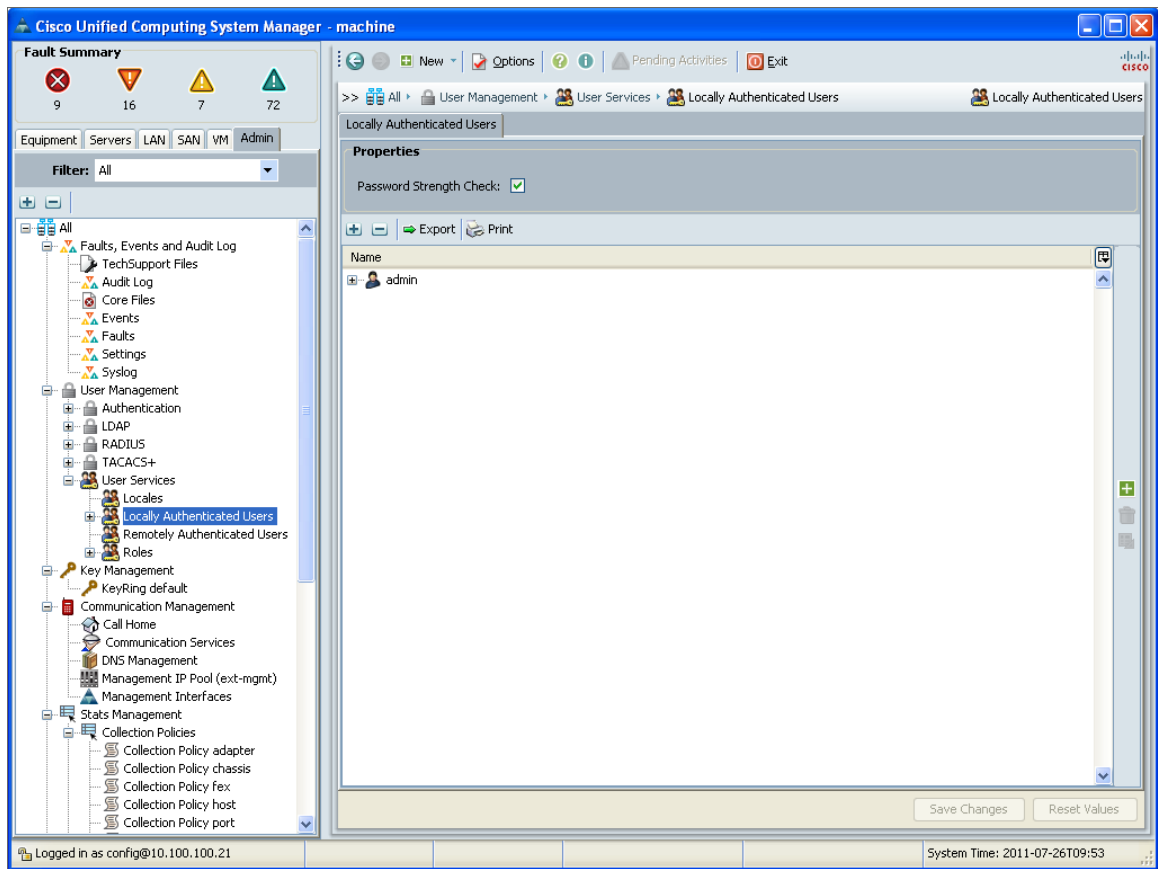 Cisco Unified Computing System Manager - machine
Fault Summary
9 16 7 72
New Options Pending Activities Exit
CISCO
>> All User Management User Services Locally Authenticated Users Locally Authenticated Users
Equipment Servers LAN SAN VM Admin
Filter: All
Locally Authenticated Users
Properties
Password Strength Check:
Export Print
Name
admin
All
Faults, Events and Audit Log
TechSupport Files
Audit Log
Core Files
Events
Faults
Settings
Syslog
User Management
Authentication
LDAP
RADIUS
TACACS+
User Services
Locales
Locally Authenticated Users
Remotely Authenticated Users
Roles
Key Management
KeyRing default
Communication Management
Call Home
Communication Services
DNS Management
Management IP Pool (ext-mgmt)
Management Interfaces
Stats Management
Collection Policies
Collection Policy adapter
Collection Policy chassis
Collection Policy fex
Collection Policy host
Collection Policy port
Save Changes Reset Values
Logged in as config@10.100.100.21
System Time: 2011-07-26T09:53